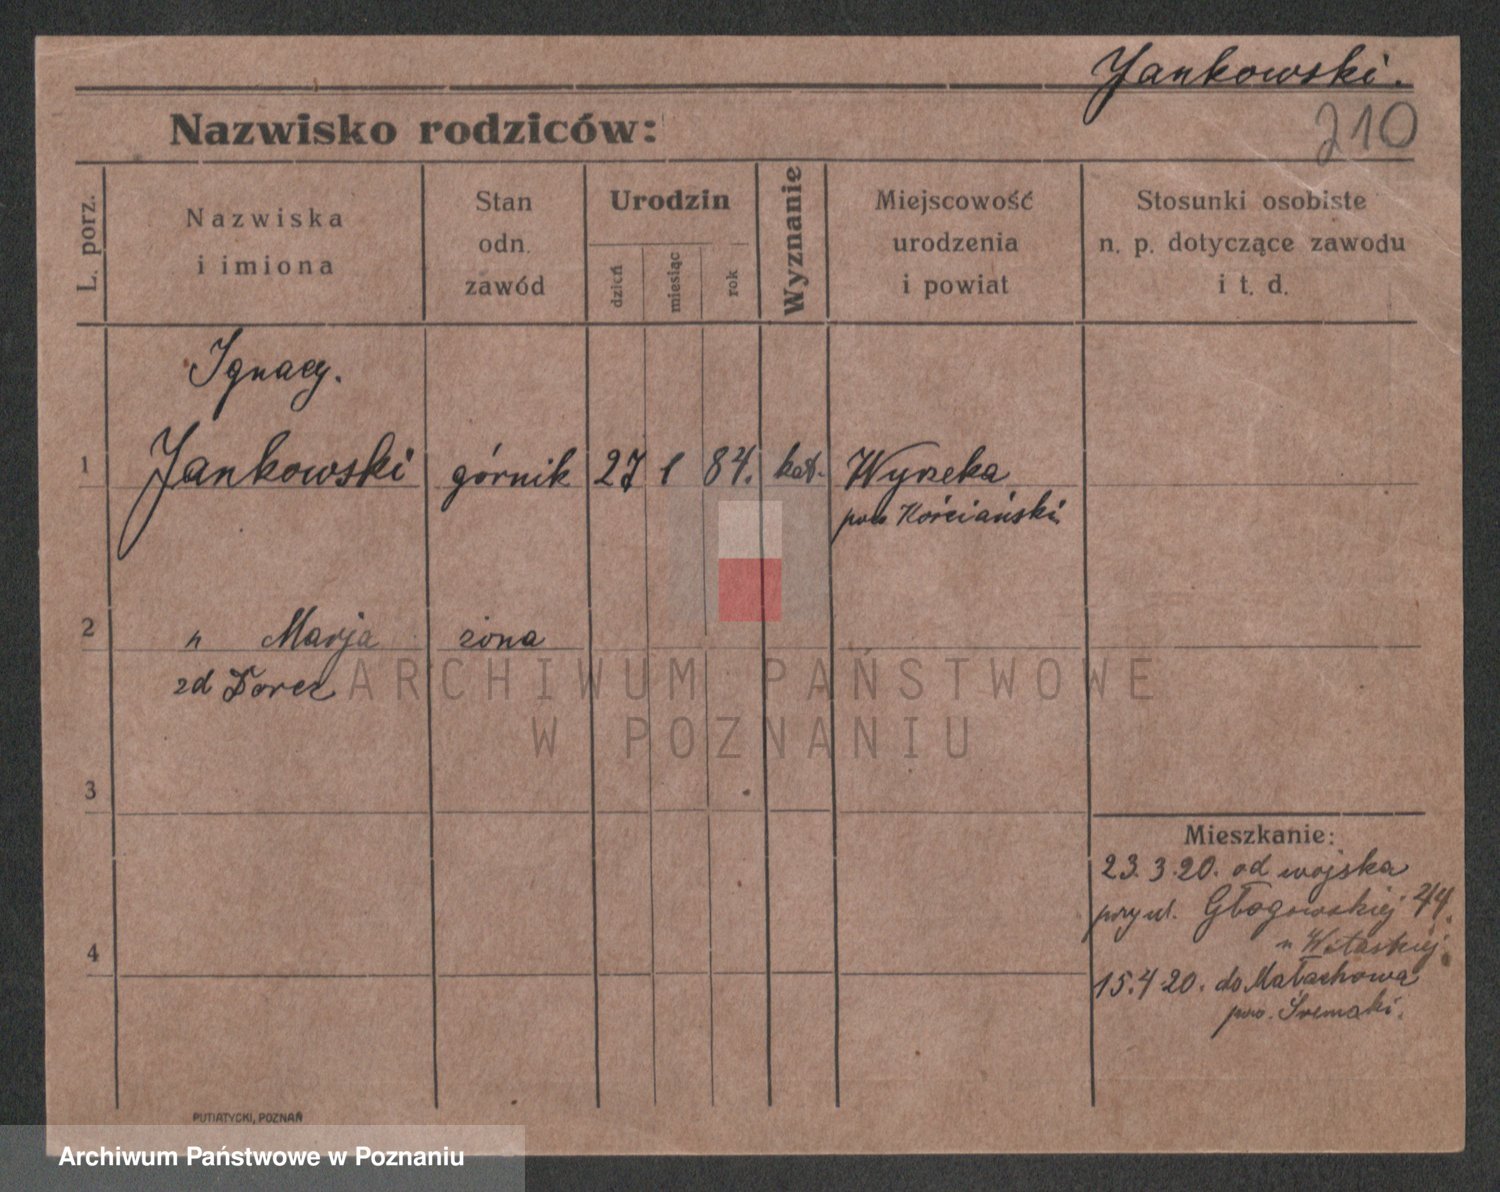 Jankowski.
210
Nazwisko rodziców:
L. porz.
Nazwiska
i imiona
Stan
odn.
zawód
Urodzin
dzień
miesiąc
rok
Wyznanie
Miejscowość
urodzenia
i powiat
Stosunki osobiste
n. p. dotyczące zawodu
i t. d.
Ignacy.
1 Jankowski górnik 27 1 84. kat. Wyrzeka
pow Kościański
2 " Marja żona
zd Dorcz
ARCHIWUM PAŃSTWOWE
W POZNANIU
3
Mieszkanie:
23.3.20. od wojska
przy ul. Głogowskiej 44.
" Witaskiej
4
15.4.20. do Małachowa
pow. Śremski.
PUTIATYCKI, POZNAŃ
Archiwum Państwowe w Poznaniu